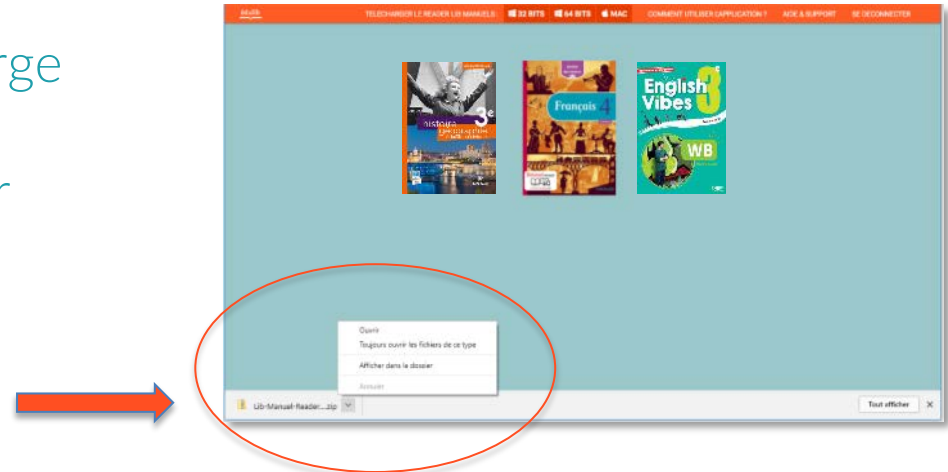 rge
r
TELECHARGER LE READER LIB MANUELS : 32 BITS 64 BITS MAC COMMENT UTILISER L'APPLICATION ? AIDE & SUPPORT SE DECONNECTER
histoire
géographie
3e
Français 4
English
Vibes 3e
WB
Ouvrir
Toujours ouvrir les fichiers de ce type
Afficher dans le dossier
Annuler
Lib-Manuel-Reader....zip
Tout afficher